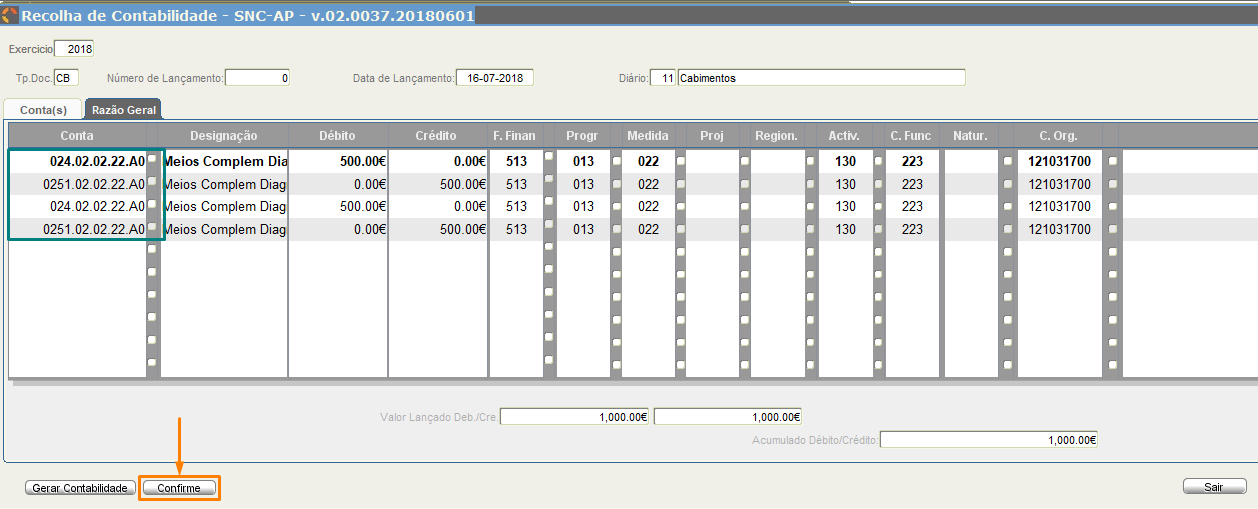 Recolha de Contabilidade - SNC-AP - v.02.0037.20180601
Exercicio 2018
Tp.Doc. CB Número de Lançamento: 0 Data de Lançamento: 16-07-2018 Diário: 11 Cabimentos
Conta(s) Razão Geral
Conta Designação Débito Crédito F. Finan Progr Medida Proj Region. Activ. C. Func Natur. C. Org.
024.02.02.22.A0 Meios Complem Dia 500.00€ 0.00€ 513 013 022 130 223 121031700
0251.02.02.22.A0 Meios Complem Diag 0.00€ 500.00€ 513 013 022 130 223 121031700
024.02.02.22.A0 Meios Complem Diag 500.00€ 0.00€ 513 013 022 130 223 121031700
0251.02.02.22.A0 Meios Complem Diag 0.00€ 500.00€ 513 013 022 130 223 121031700
Valor Lançado Deb./Cre. 1,000.00€ 1,000.00€
Acumulado Débito/Crédito: 1,000.00€
Gerar Contabilidade Confirme Sair